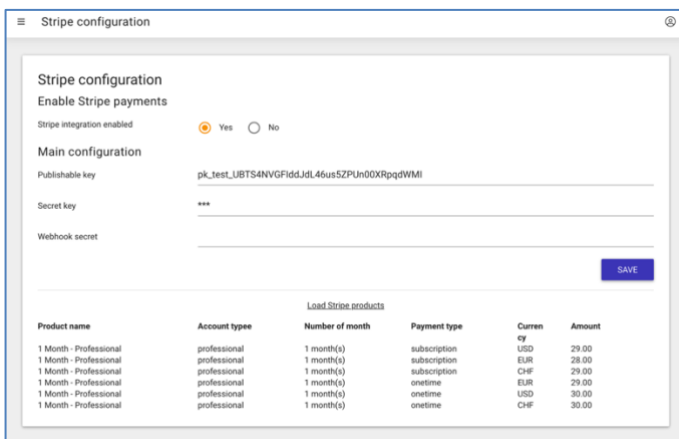 Stripe configuration
Stripe configuration
Enable Stripe payments
Stripe integration enabled Yes No
Main configuration
Publishable key pk_test_UBTS4NVGFIddJdL46us5ZPUn00XRpqdWMI
Secret key ***
Webhook secret
SAVE
Load Stripe products
Product name Account typee Number of month Payment type Curren cy Amount
1 Month - Professional professional 1 month(s) subscription USD 29.00
1 Month - Professional professional 1 month(s) subscription EUR 28.00
1 Month - Professional professional 1 month(s) subscription CHF 29.00
1 Month - Professional professional 1 month(s) onetime EUR 29.00
1 Month - Professional professional 1 month(s) onetime USD 30.00
1 Month - Professional professional 1 month(s) onetime CHF 30.00